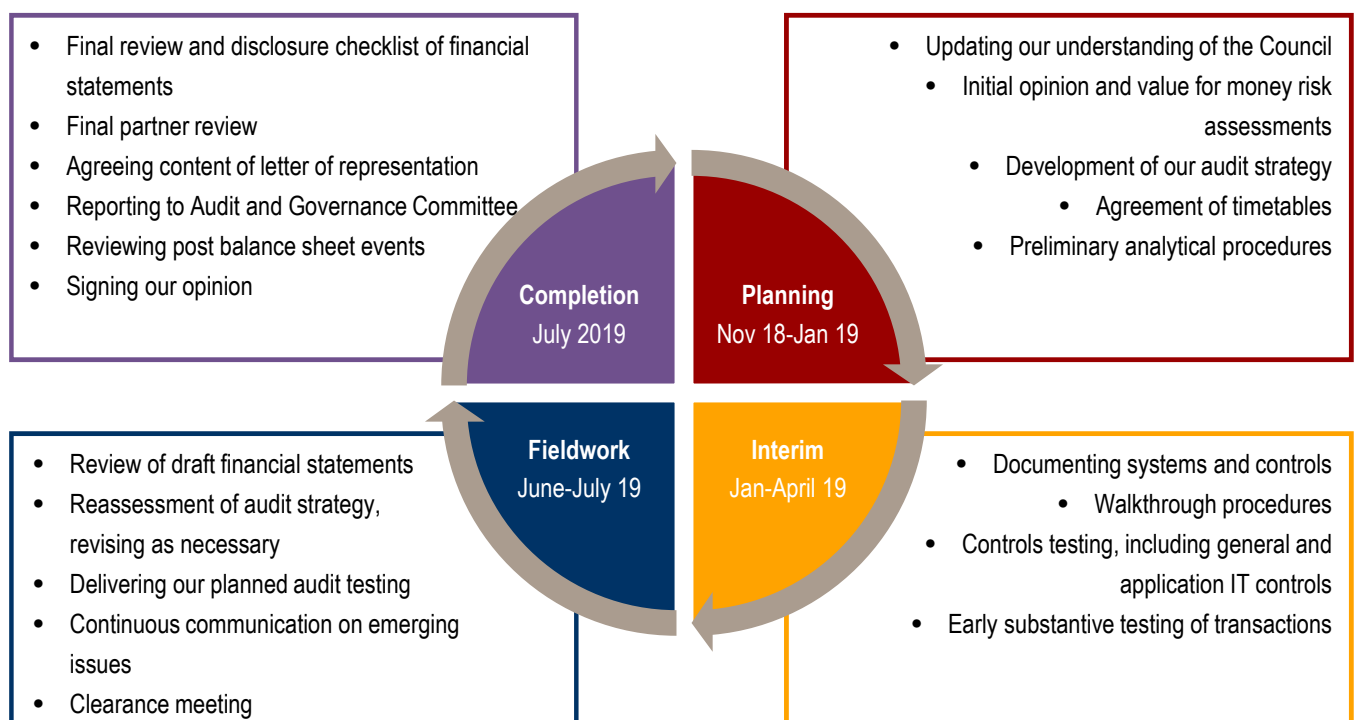 • Final review and disclosure checklist of financial
statements
• Final partner review
• Agreeing content of letter of representation
• Reporting to Audit and Governance Committee
• Reviewing post balance sheet events
• Signing our opinion
• Updating our understanding of the Council
• Initial opinion and value for money risk
assessments
• Development of our audit strategy
• Agreement of timetables
• Preliminary analytical procedures
Completion
July 2019
Planning
Nov 18-Jan 19
Fieldwork
June-July 19
Interim
Jan-April 19
• Review of draft financial statements
• Reassessment of audit strategy,
revising as necessary
• Delivering our planned audit testing
• Continuous communication on emerging
issues
• Clearance meeting
• Documenting systems and controls
• Walkthrough procedures
• Controls testing, including general and
application IT controls
• Early substantive testing of transactions